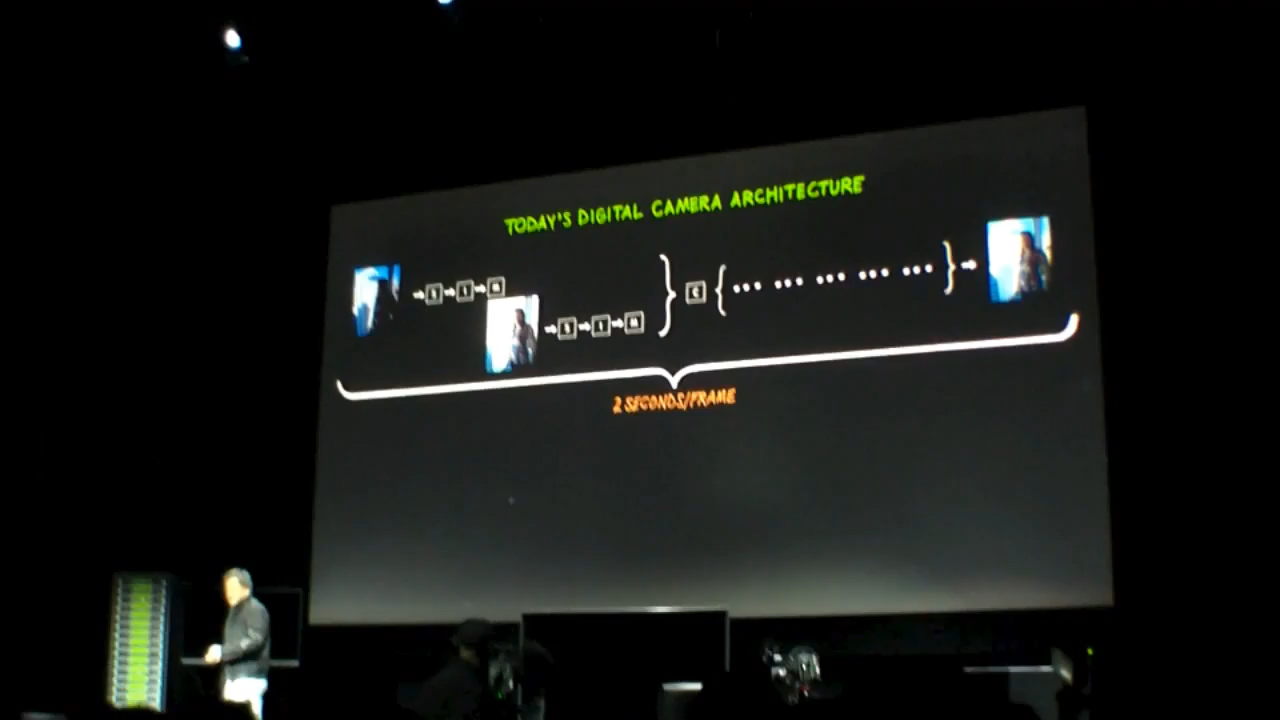 TODAY'S DIGITAL CAMERA ARCHITECTURE
S I M
S I M
C
2 SECONDS/FRAME